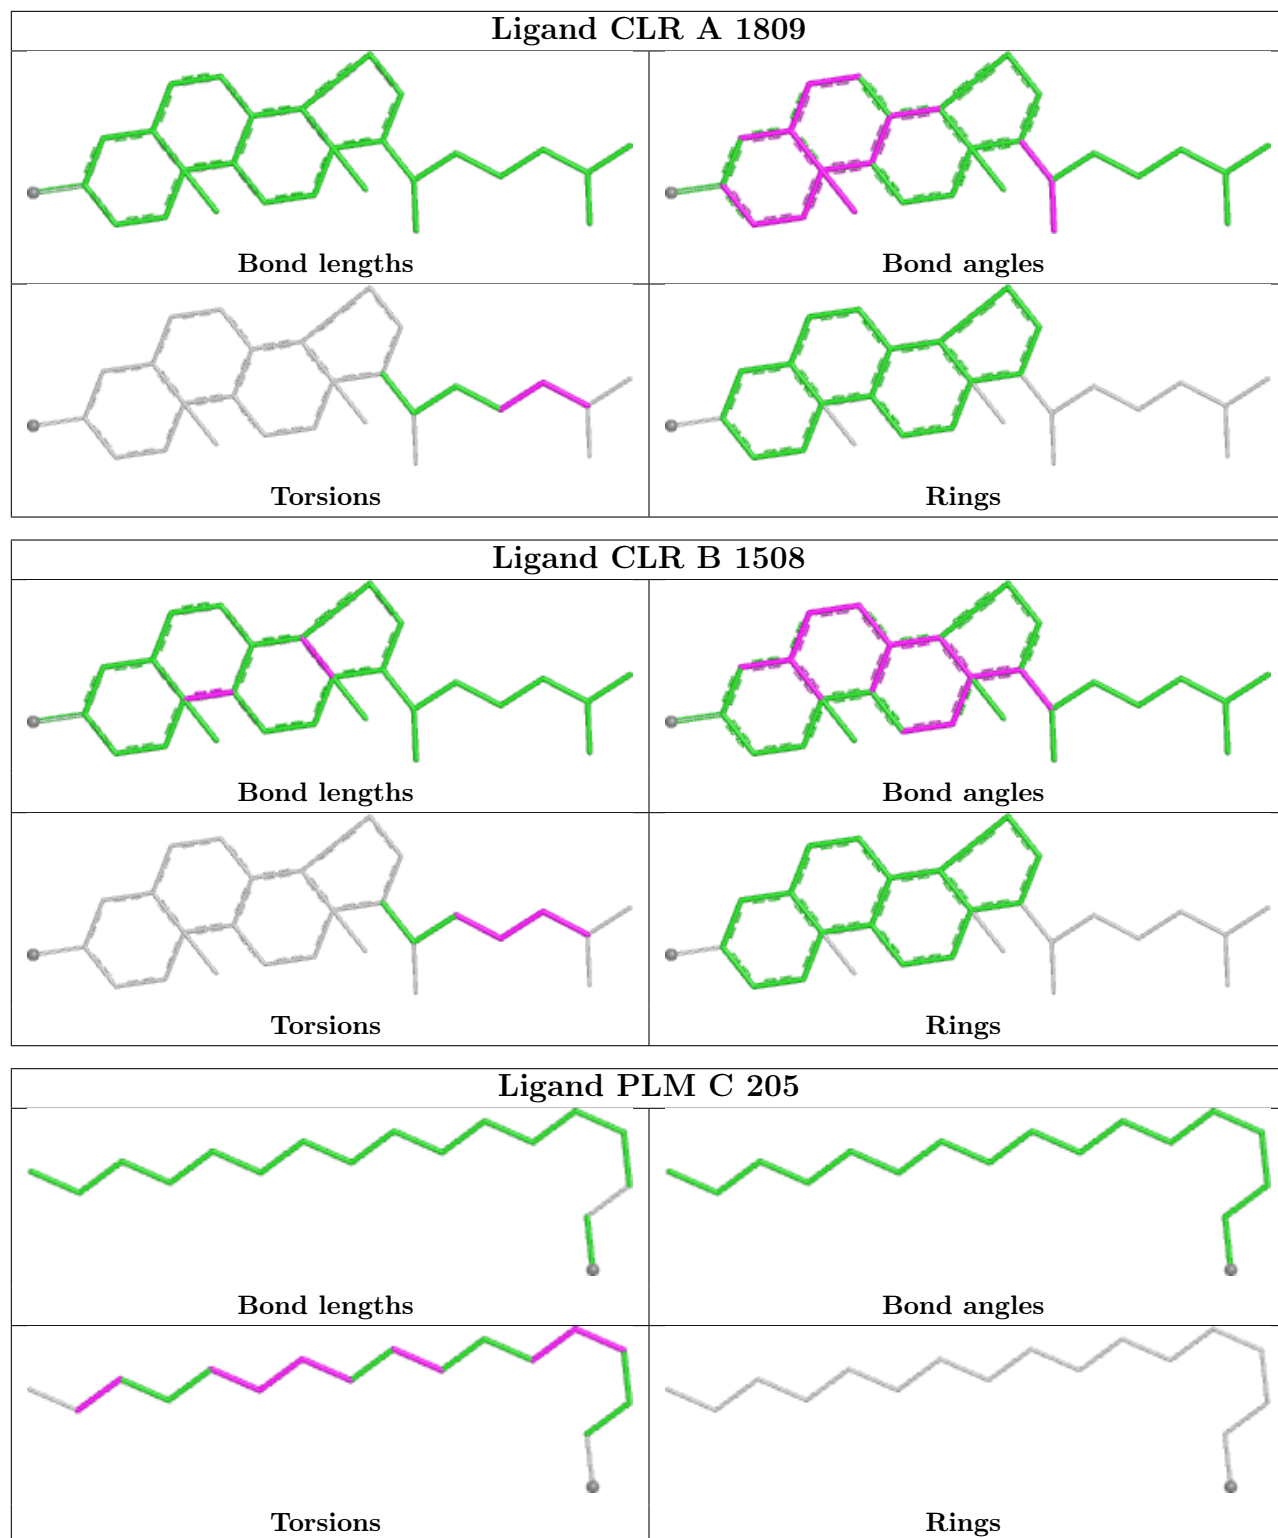 Ligand CLR A 1809
Bond lengths
Bond angles
Torsions
Rings
Ligand CLR B 1508
Bond lengths
Bond angles
Torsions
Rings
Ligand PLM C 205
Bond lengths
Bond angles
Torsions
Rings